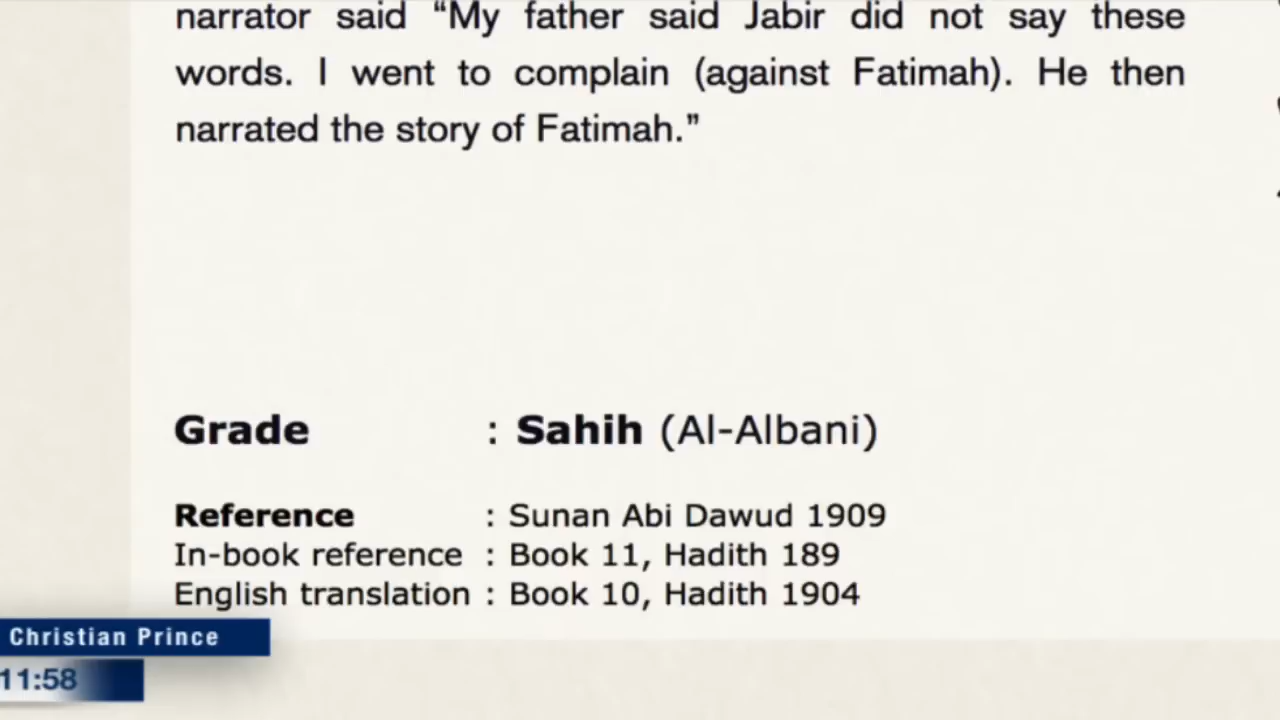 narrator said “My father said Jabir did not say these
words. I went to complain (against Fatimah). He then
narrated the story of Fatimah.”
Grade : Sahih (Al-Albani)
Reference : Sunan Abi Dawud 1909
In-book reference : Book 11, Hadith 189
English translation : Book 10, Hadith 1904
Christian Prince
11:58